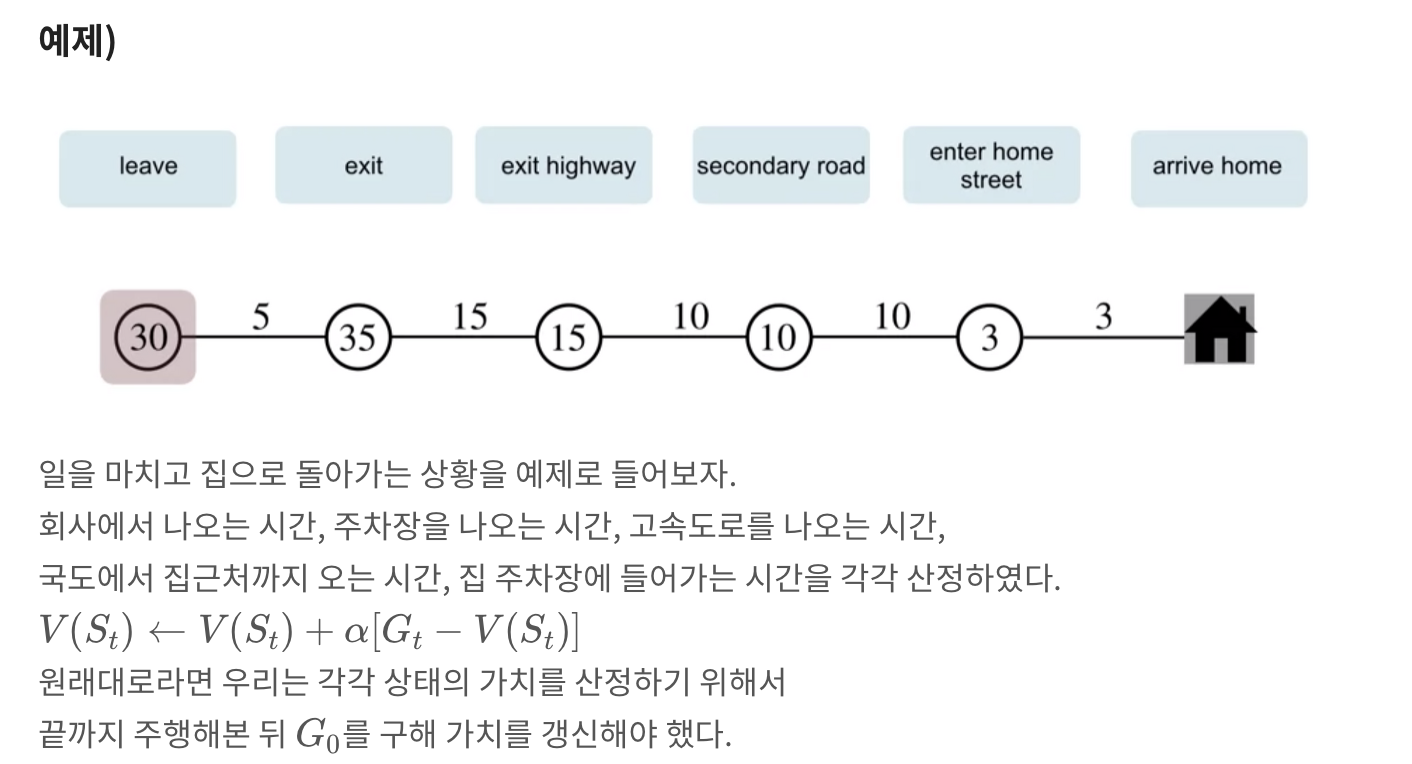 예제)
leave
exit
exit highway
secondary road
enter home
street
arrive home
5
15
10
10
3
30
35
15
10
3
일을 마치고 집으로 돌아가는 상황을 예제로 들어보자.
회사에서 나오는 시간, 주차장을 나오는 시간, 고속도로를 나오는 시간,
국도에서 집근처까지 오는 시간, 집 주차장에 들어가는 시간을 각각 산정하였다.
V(S_t) ← V(S_t) + α[G_t − V(S_t)]
원래대로라면 우리는 각각 상태의 가치를 산정하기 위해서
끝까지 주행해본 뒤 G_0를 구해 가치를 갱신해야 했다.